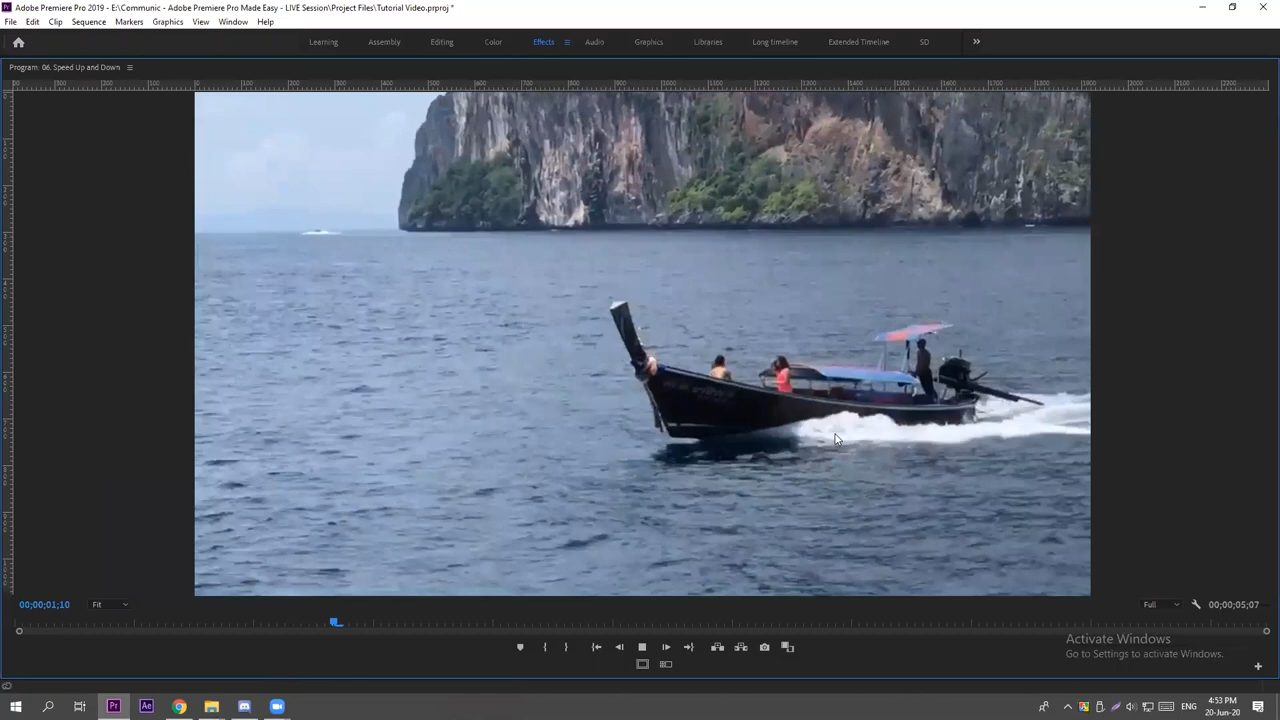 Adobe Premiere Pro 2019 - E:\Communic - Adobe Premiere Pro Made Easy - LIVE Session\Project Files\Tutorial Video.prproj *
File Edit Clip Sequence Markers Graphics View Window Help
Learning Assembly Editing Color Effects Audio Graphics Libraries Long timeline Extended Timeline SD
Program: 06. Speed Up and Down
00;00;01;10 Fit Full 00;00;05;07
Activate Windows
Go to Settings to activate Windows.
Pr Ae ENG 4:53 PM
20-Jun-20